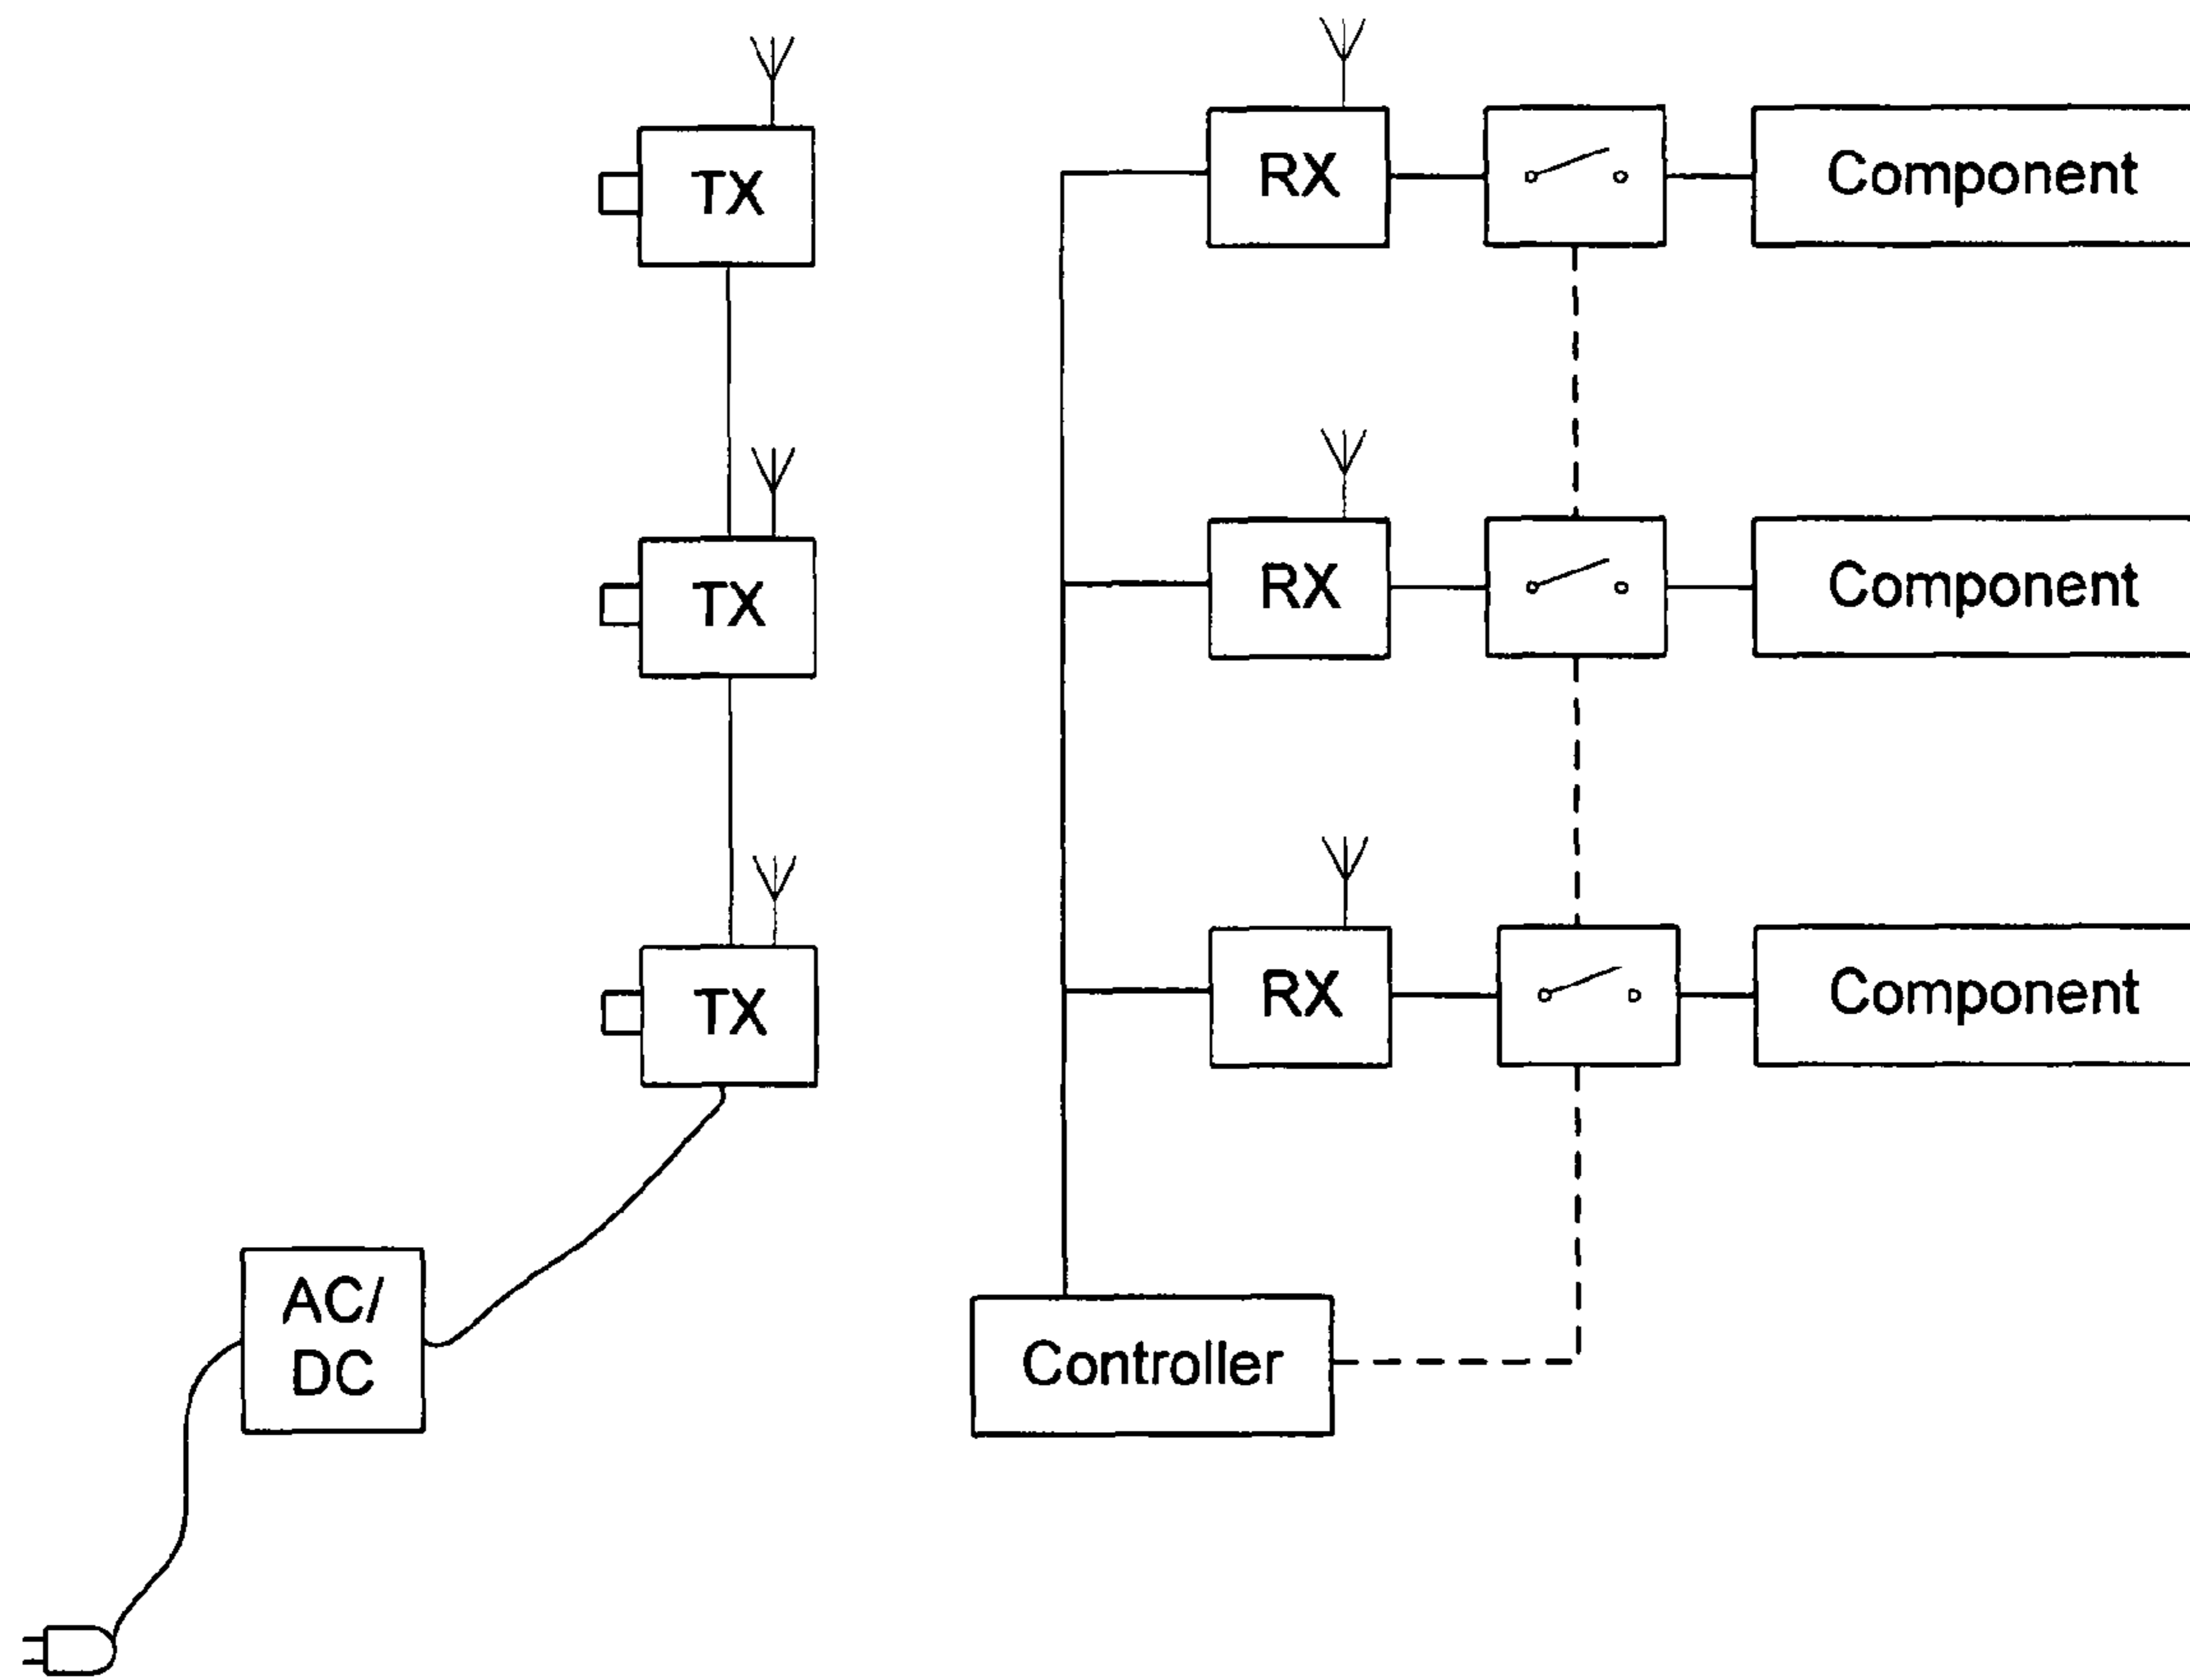 TX
RX
Component
TX
RX
Component
TX
RX
Component
AC/
DC
Controller